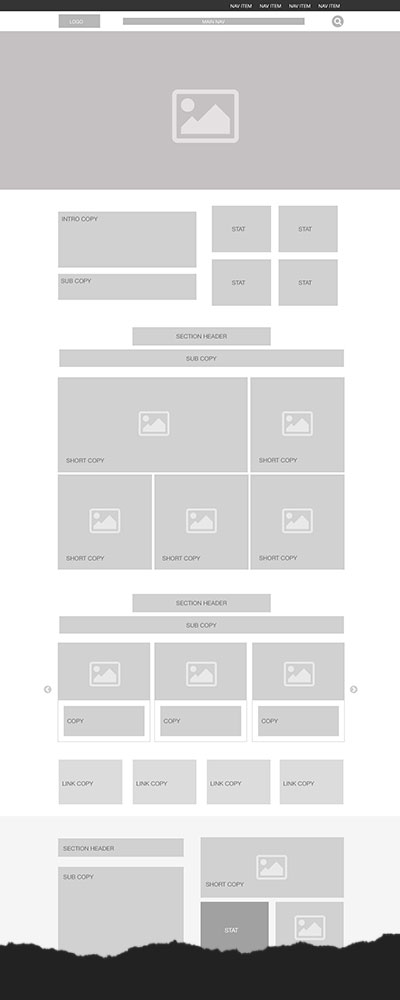 NAV ITEM NAV ITEM NAV ITEM NAV ITEM
LOGO MAIN NAV
INTRO COPY
STAT STAT
SUB COPY
STAT STAT
SECTION HEADER
SUB COPY
SHORT COPY SHORT COPY
SHORT COPY SHORT COPY SHORT COPY
SECTION HEADER
SUB COPY
COPY COPY COPY
LINK COPY LINK COPY LINK COPY LINK COPY
SECTION HEADER
SUB COPY
SHORT COPY
STAT